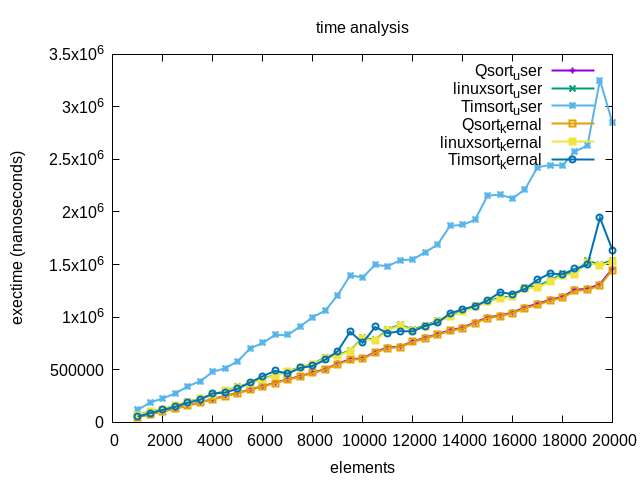 time analysis
3.5x10⁶
3x10⁶
2.5x10⁶
2x10⁶
1.5x10⁶
1x10⁶
500000
0
exectime (nanoseconds)
Qsortᵤser
linuxsortᵤser
Timsortᵤser
Qsortₖernal
linuxsortₖernal
Timsortₖernal
0 2000 4000 6000 8000 10000 12000 14000 16000 18000 20000
elements